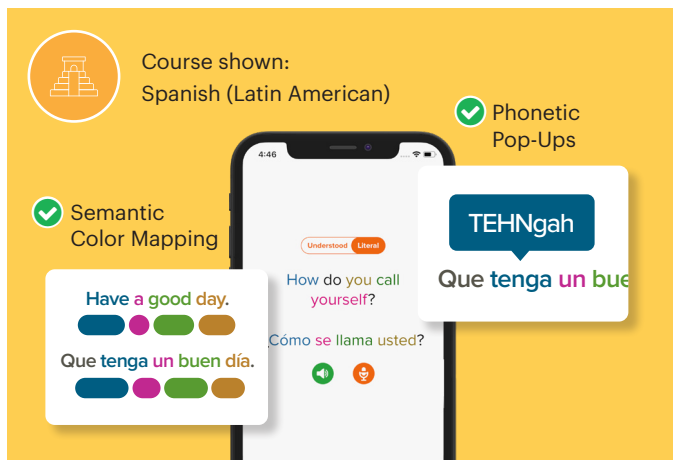 Course shown:
Spanish (Latin American)
Phonetic
Pop-Ups
4:46
Semantic
Color Mapping
TEHNgah
Understood Literal
Que tenga un bue
How do you call
yourself?
Have a good day.
¿Cómo se llama usted?
Que tenga un buen día.